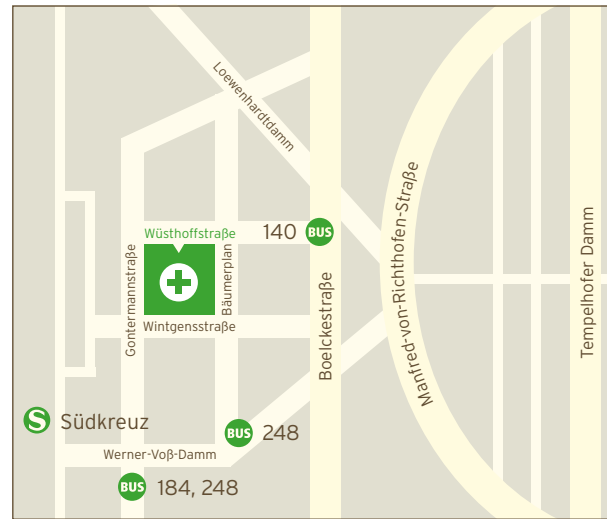 Loewenhardtdamm
Wüsthoffstraße
140 BUS
Gontermannstraße
Bäumerplan
Wintgensstraße
Boelckestraße
Manfred-von-Richthofen-Straße
Tempelhofer Damm
S Südkreuz
BUS 248
Werner-Voß-Damm
BUS 184, 248